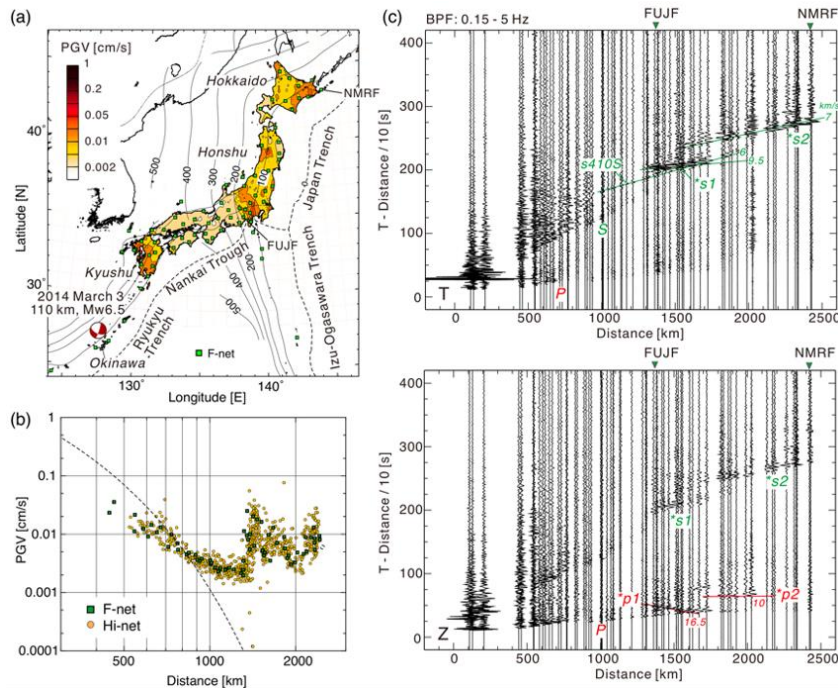 (a)
PGV [cm/s]
1
0.2
0.05
0.01
0.002
Hokkaido
NMRF
Honshu
500
400
300
200
100
Japan Trench
FUJF
Kyushu
Nankai Trough
200
400
500
2014 March 3
110 km, Mw6.5
Ryukyu
Trench
Okinawa
F-net
Izu-Ogasawara Trench
Latitude [N]
40°
30°
130°
140°
Longitude [E]
(b)
PGV [cm/s]
1
0.1
0.01
0.001
0.0001
F-net
Hi-net
500
1000
2000
Distance [km]
(c)
BPF: 0.15 - 5 Hz
FUJF
NMRF
T - Distance / 10 [s]
400
300
200
100
0
km/s
7
*s2
s410S
6
9.5
*s1
S
P
T
0
500
1000
1500
2000
2500
Distance [km]
FUJF
NMRF
T - Distance / 10 [s]
400
300
200
100
0
*s2
*s1
*p1
*p2
10
16.5
P
Z
0
500
1000
1500
2000
2500
Distance [km]